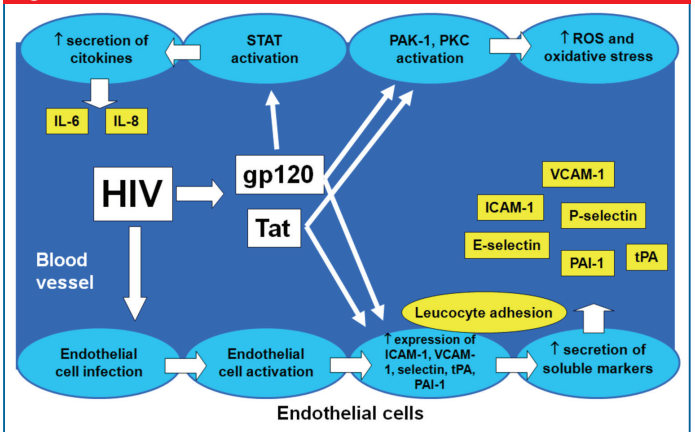 ↑ secretion of
citokines
STAT
activation
PAK-1, PKC
activation
↑ ROS and
oxidative stress
IL-6
IL-8
HIV
gp120
Tat
VCAM-1
ICAM-1
P-selectin
E-selectin
PAI-1
tPA
Blood
vessel
Leucocyte adhesion
Endothelial
cell infection
Endothelial
cell activation
↑ expression of
ICAM-1, VCAM-
1, selectin, tPA,
PAI-1
↑ secretion of
soluble markers
Endothelial cells